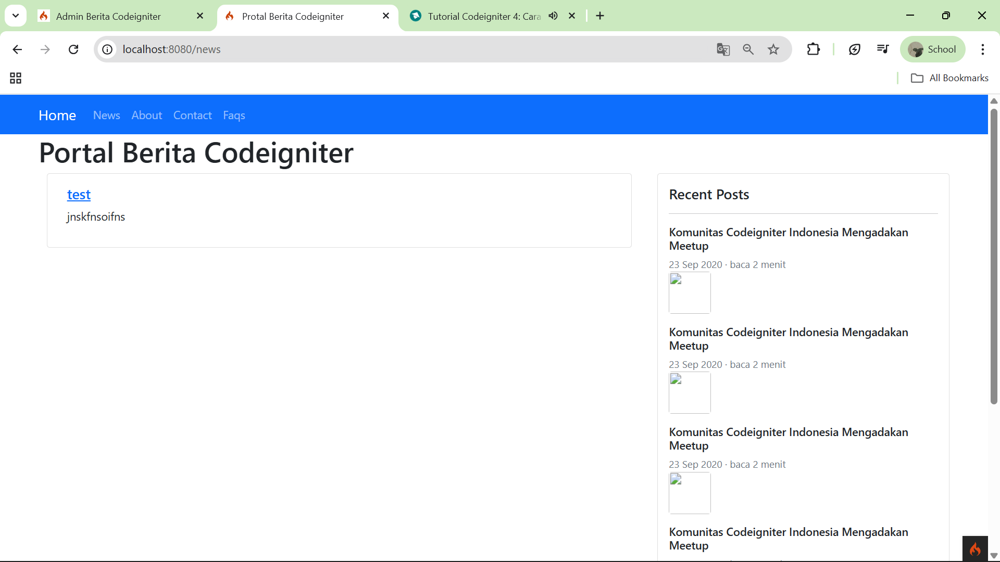 Admin Berita Codeigniter
Protal Berita Codeigniter
Tutorial Codeigniter 4: Cara
localhost:8080/news
School
All Bookmarks
Home News About Contact Faqs
Portal Berita Codeigniter
test
jnskfnsoifns
Recent Posts
Komunitas Codeigniter Indonesia Mengadakan
Meetup
23 Sep 2020 · baca 2 menit
Komunitas Codeigniter Indonesia Mengadakan
Meetup
23 Sep 2020 · baca 2 menit
Komunitas Codeigniter Indonesia Mengadakan
Meetup
23 Sep 2020 · baca 2 menit
Komunitas Codeigniter Indonesia Mengadakan
Meetup